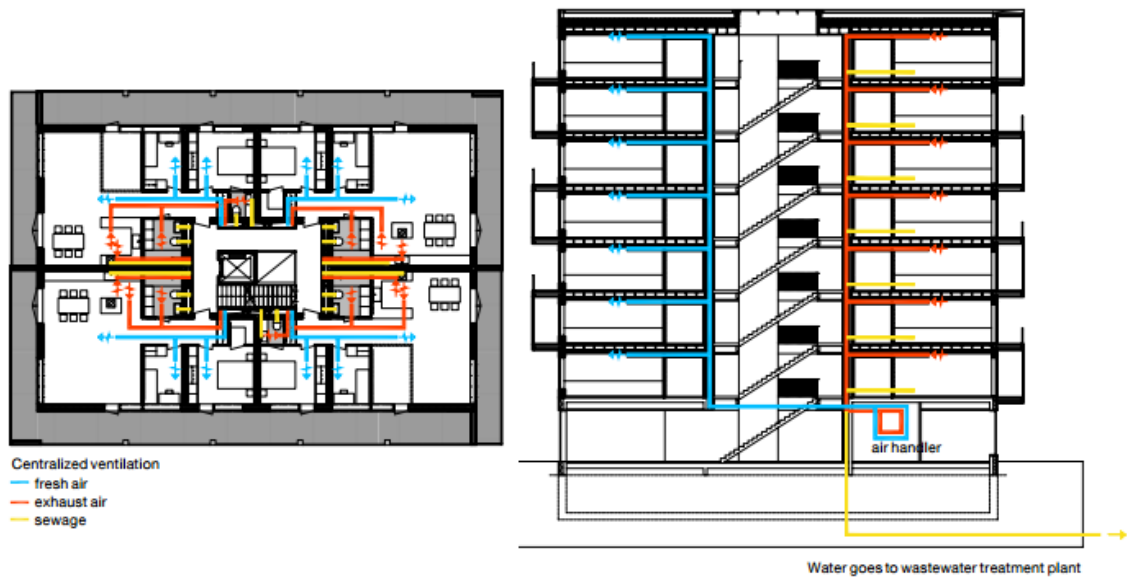 Centralized ventilation
fresh air
exhaust air
sewage
air handler
Water goes to wastewater treatment plant